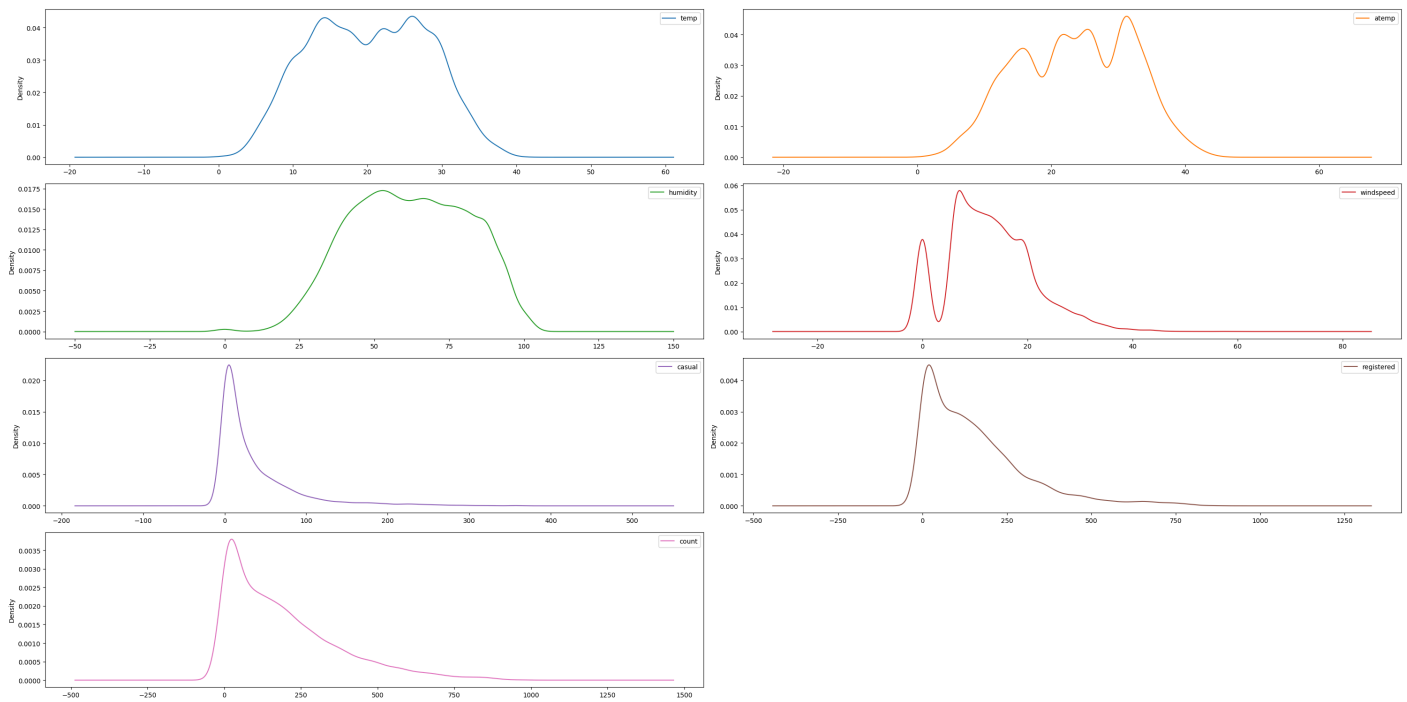 temp
Density
0.04
0.03
0.02
0.01
0.00
−20 −10 0 10 20 30 40 50 60
atemp
Density
0.04
0.03
0.02
0.01
0.00
−20 0 20 40 60
humidity
Density
0.0175
0.0150
0.0125
0.0100
0.0075
0.0050
0.0025
0.0000
−50 −25 0 25 50 75 100 125 150
windspeed
Density
0.06
0.05
0.04
0.03
0.02
0.01
0.00
−20 0 20 40 60 80
casual
Density
0.020
0.015
0.010
0.005
0.000
−200 −100 0 100 200 300 400 500
registered
Density
0.004
0.003
0.002
0.001
0.000
−500 −250 0 250 500 750 1000 1250
count
Density
0.0035
0.0030
0.0025
0.0020
0.0015
0.0010
0.0005
0.0000
−500 −250 0 250 500 750 1000 1250 1500